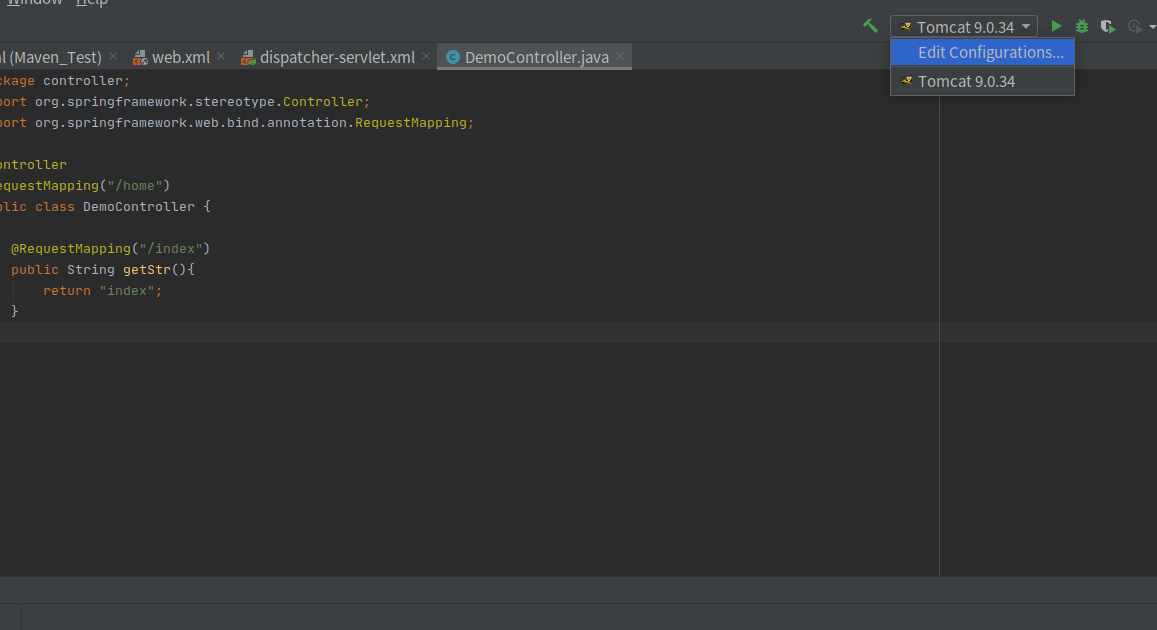 Window Help
Tomcat 9.0.34
l (Maven_Test) web.xml dispatcher-servlet.xml DemoController.java
Edit Configurations...
Tomcat 9.0.34
ckage controller;
port org.springframework.stereotype.Controller;
port org.springframework.web.bind.annotation.RequestMapping;
ontroller
equestMapping("/home")
blic class DemoController {
@RequestMapping("/index")
public String getStr(){
return "index";
}